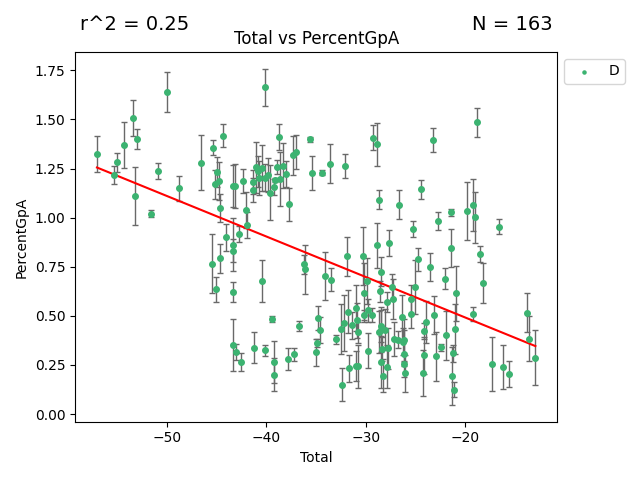 r^2 = 0.25 N = 163
Total vs PercentGpA
D
PercentGpA
1.75
1.50
1.25
1.00
0.75
0.50
0.25
0.00
−50 −40 −30 −20
Total